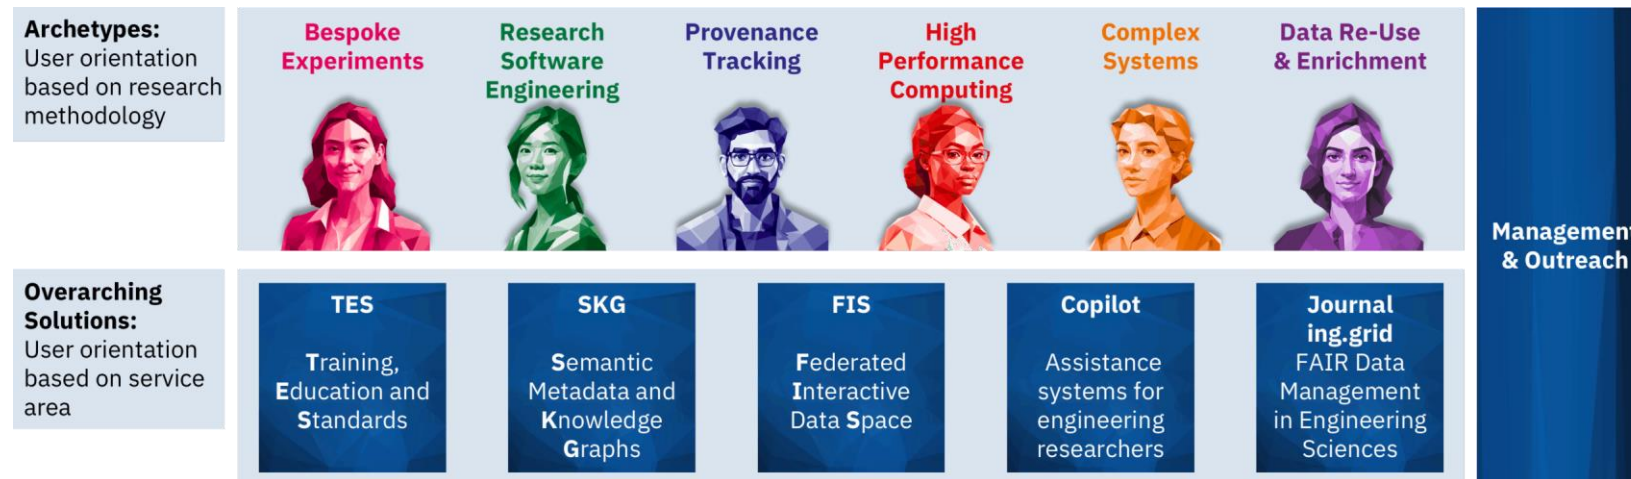 Archetypes:
User orientation
based on research
methodology
Bespoke
Experiments
Research
Software
Engineering
Provenance
Tracking
High
Performance
Computing
Complex
Systems
Data Re-Use
& Enrichment
Management
& Outreach
Overarching
Solutions:
User orientation
based on service
area
TES
Training,
Education and
Standards
SKG
Semantic
Metadata and
Knowledge
Graphs
FIS
Federated
Interactive
Data Space
Copilot
Assistance
systems for
engineering
researchers
Journal
ing.grid
FAIR Data
Management
in Engineering
Sciences